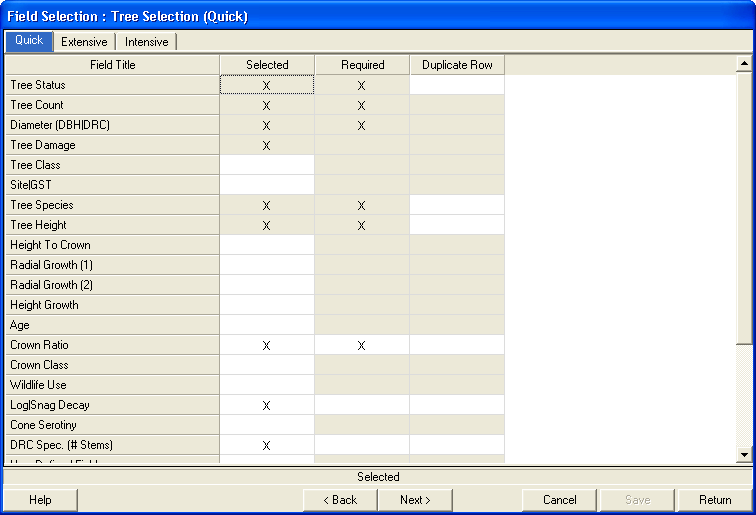 Field Selection : Tree Selection (Quick)
Quick Extensive Intensive
Field Title Selected Required Duplicate Row
Tree Status X X
Tree Count X X
Diameter (DBH|DRC) X X
Tree Damage X
Tree Class
Site|GST
Tree Species X X
Tree Height X X
Height To Crown
Radial Growth (1)
Radial Growth (2)
Height Growth
Age
Crown Ratio X X
Crown Class
Wildlife Use
Log|Snag Decay X
Cone Serotiny
DRC Spec. (# Stems) X
Selected
Help < Back Next > Cancel Save Return